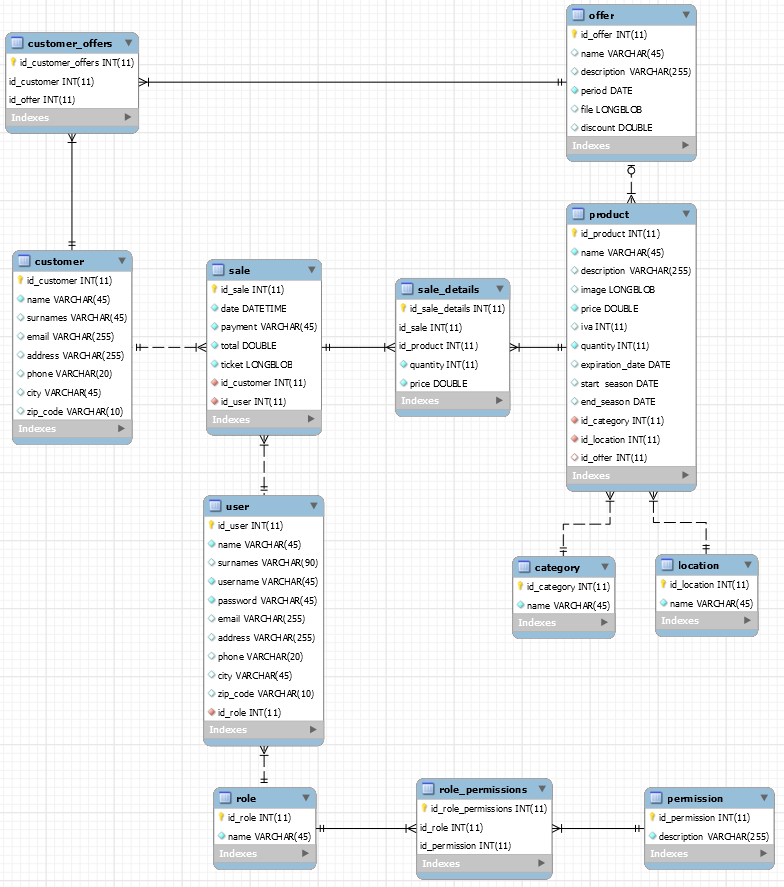 customer_offers
id_customer_offers INT(11)
id_customer INT(11)
id_offer INT(11)
Indexes
offer
id_offer INT(11)
name VARCHAR(45)
description VARCHAR(255)
period DATE
file LONGBLOB
discount DOUBLE
Indexes
customer
id_customer INT(11)
name VARCHAR(45)
surnames VARCHAR(45)
email VARCHAR(255)
address VARCHAR(255)
phone VARCHAR(20)
city VARCHAR(45)
zip_code VARCHAR(10)
Indexes
sale
id_sale INT(11)
date DATETIME
payment VARCHAR(45)
total DOUBLE
ticket LONGBLOB
id_customer INT(11)
id_user INT(11)
Indexes
sale_details
id_sale_details INT(11)
id_sale INT(11)
id_product INT(11)
quantity INT(11)
price DOUBLE
Indexes
product
id_product INT(11)
name VARCHAR(45)
description VARCHAR(255)
image LONGBLOB
price DOUBLE
iva INT(11)
quantity INT(11)
expiration_date DATE
start_season DATE
end_season DATE
id_category INT(11)
id_location INT(11)
id_offer INT(11)
Indexes
user
id_user INT(11)
name VARCHAR(45)
surnames VARCHAR(90)
username VARCHAR(45)
password VARCHAR(45)
email VARCHAR(255)
address VARCHAR(255)
phone VARCHAR(20)
city VARCHAR(45)
zip_code VARCHAR(10)
id_role INT(11)
Indexes
category
id_category INT(11)
name VARCHAR(45)
Indexes
location
id_location INT(11)
name VARCHAR(45)
Indexes
role
id_role INT(11)
name VARCHAR(45)
Indexes
role_permissions
id_role_permissions INT(11)
id_role INT(11)
id_permission INT(11)
Indexes
permission
id_permission INT(11)
description VARCHAR(255)
Indexes